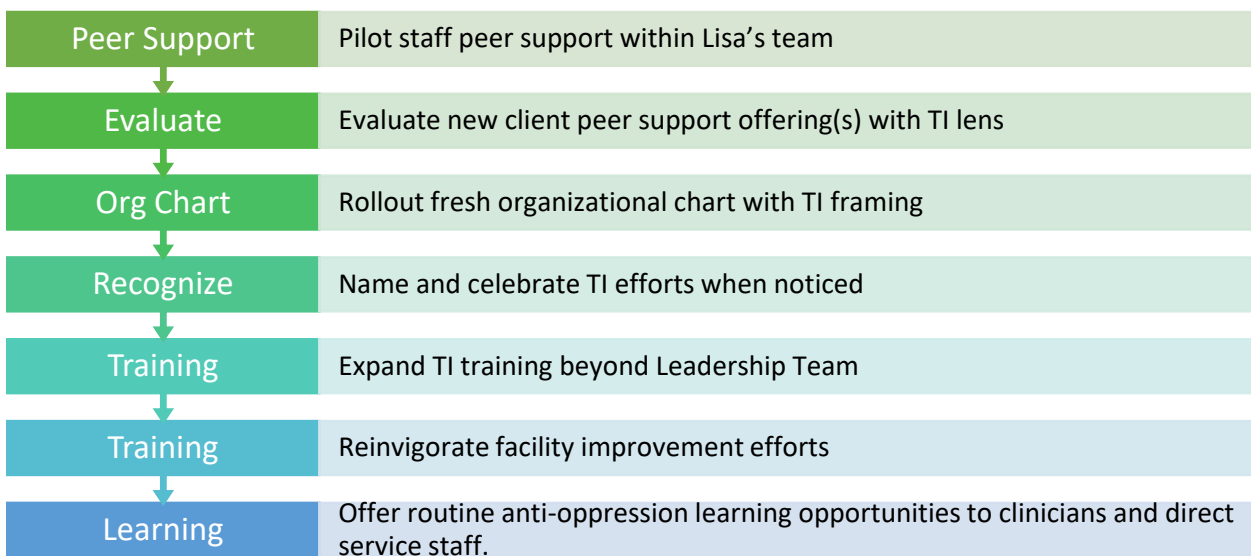 Peer Support
Pilot staff peer support within Lisa’s team
Evaluate
Evaluate new client peer support offering(s) with TI lens
Org Chart
Rollout fresh organizational chart with TI framing
Recognize
Name and celebrate TI efforts when noticed
Training
Expand TI training beyond Leadership Team
Training
Reinvigorate facility improvement efforts
Learning
Offer routine anti-oppression learning opportunities to clinicians and direct
service staff.